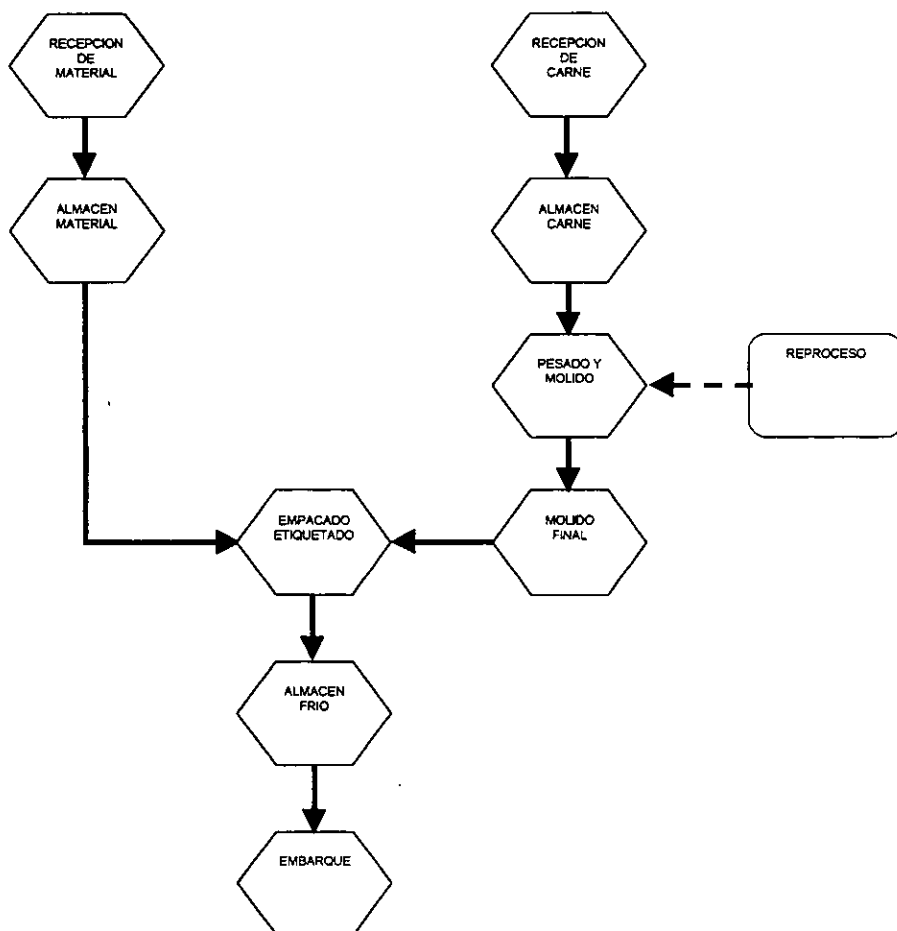 RECEPCION
DE
MATERIAL
RECEPCION
DE
CARNE
ALMACEN
MATERIAL
ALMACEN
CARNE
PESADO Y
MOLIDO
REPROCESO
EMPACADO
ETIQUETADO
MOLIDO
FINAL
ALMACEN
FRIO
EMBARQUE